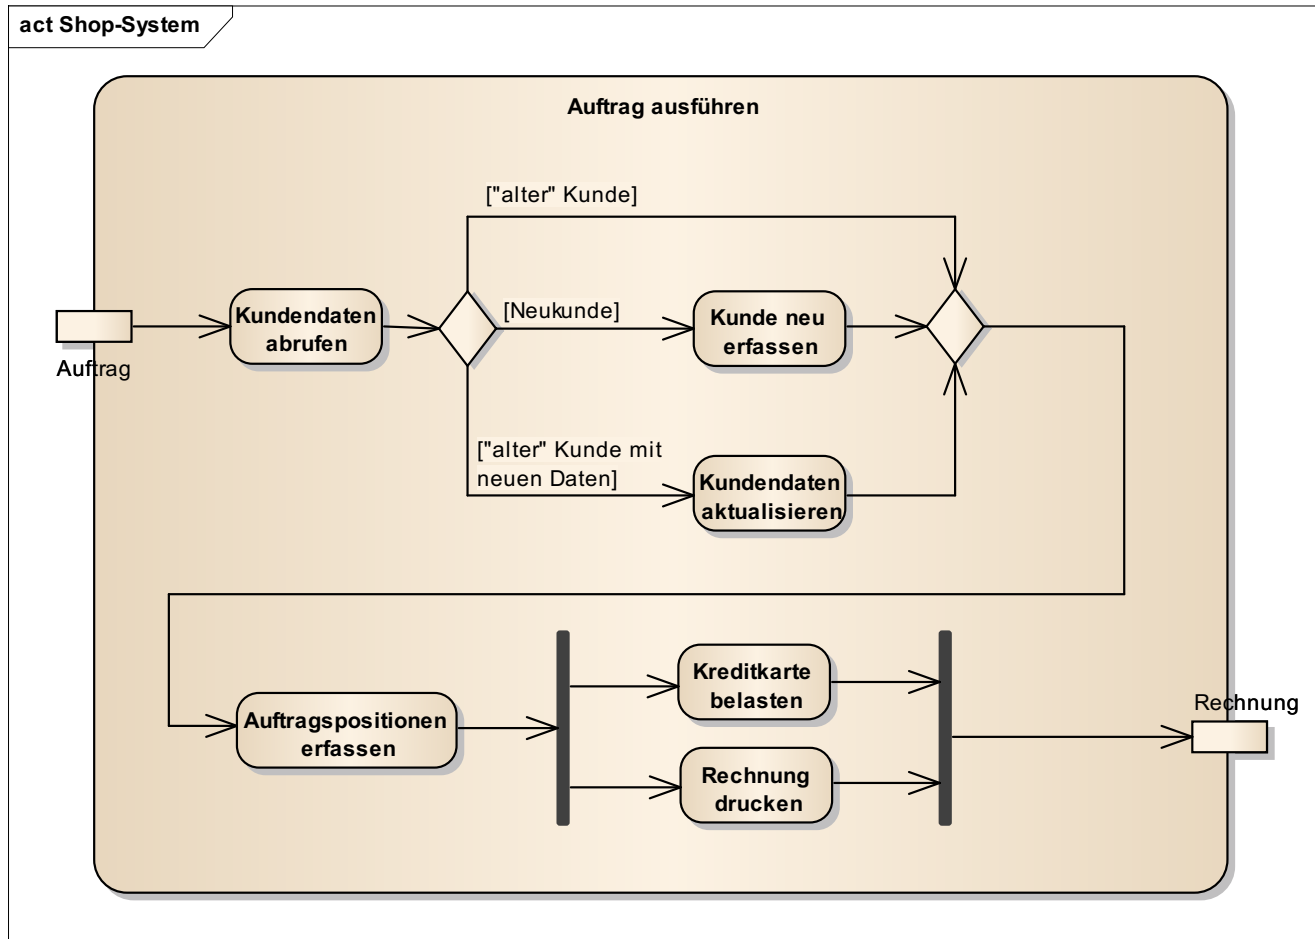 act Shop-System
Auftrag ausführen
["alter" Kunde]
[Neukunde]
Kundendaten
abrufen
Kunde neu
erfassen
Auftrag
["alter" Kunde mit
neuen Daten]
Kundendaten
aktualisieren
Auftragspositionen
erfassen
Kreditkarte
belasten
Rechnung
drucken
Rechnung